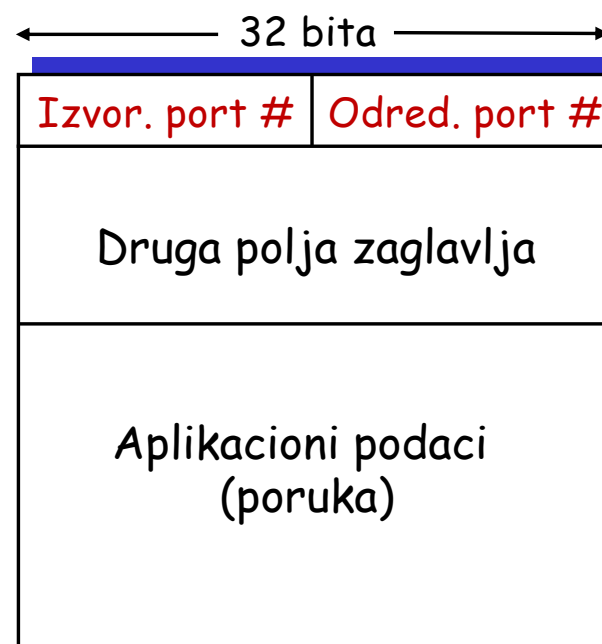 32 bita
Izvor. port # Odred. port #
Druga polja zaglavlja
Aplikacioni podaci
(poruka)